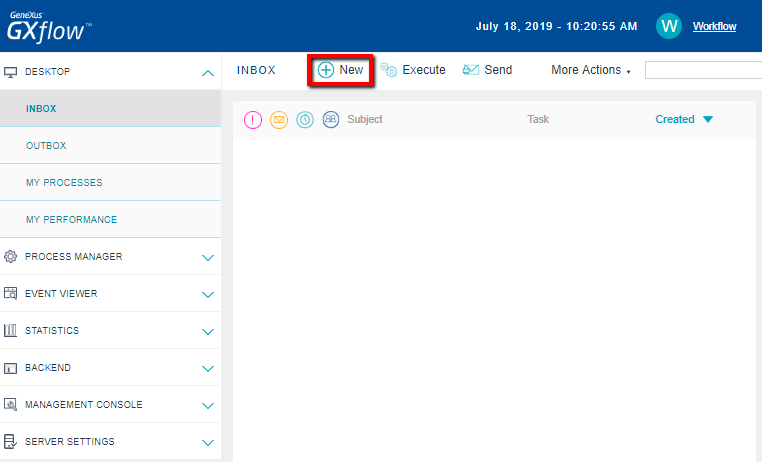 GeneXus
GXflow™
July 18, 2019 - 10:20:55 AM
W
Workflow
DESKTOP
INBOX
OUTBOX
MY PROCESSES
MY PERFORMANCE
PROCESS MANAGER
EVENT VIEWER
STATISTICS
BACKEND
MANAGEMENT CONSOLE
SERVER SETTINGS
INBOX
New
Execute
Send
More Actions
Subject
Task
Created